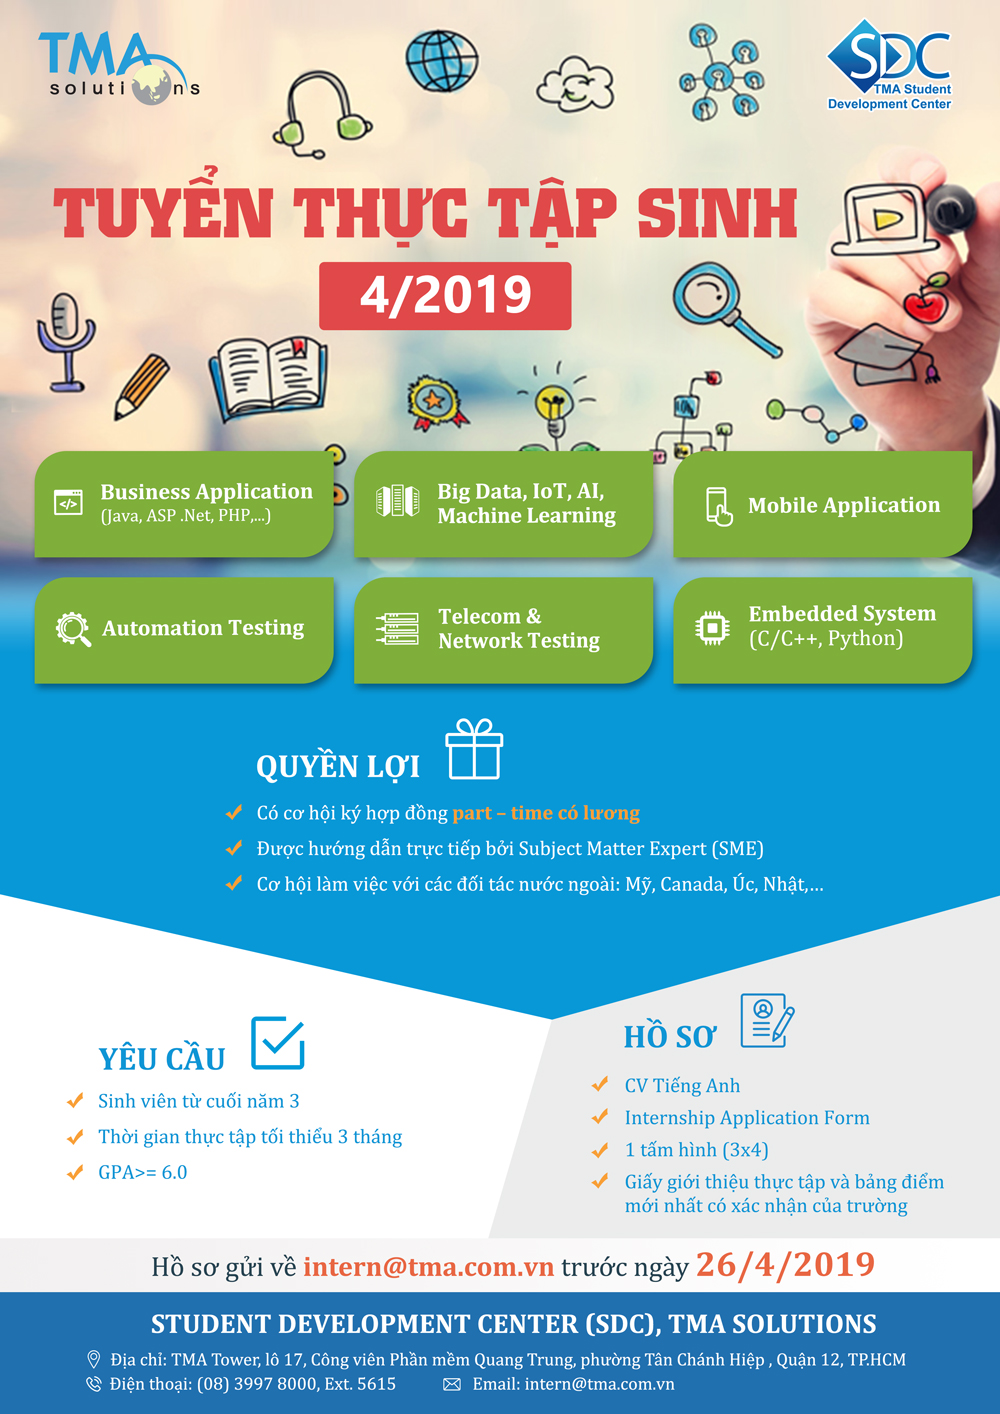 TMA
solutions
SDC
TMA Student
Development Center
TUYỂN THỰC TẬP SINH
4/2019
Business Application
(Java, ASP .Net, PHP,...)
Big Data, IoT, AI,
Machine Learning
Mobile Application
Automation Testing
Telecom &
Network Testing
Embedded System
(C/C++, Python)
QUYỀN LỢI
Có cơ hội ký hợp đồng part – time có lương
Được hướng dẫn trực tiếp bởi Subject Matter Expert (SME)
Cơ hội làm việc với các đối tác nước ngoài: Mỹ, Canada, Úc, Nhật,...
YÊU CẦU
Sinh viên từ cuối năm 3
Thời gian thực tập tối thiểu 3 tháng
GPA>= 6.0
HỒ SƠ
CV Tiếng Anh
Internship Application Form
1 tấm hình (3x4)
Giấy giới thiệu thực tập và bảng điểm
mới nhất có xác nhận của trường
Hồ sơ gửi về intern@tma.com.vn trước ngày 26/4/2019
STUDENT DEVELOPMENT CENTER (SDC), TMA SOLUTIONS
Địa chỉ: TMA Tower, lô 17, Công viên Phần mềm Quang Trung, phường Tân Chánh Hiệp , Quận 12, TP.HCM
Điện thoại: (08) 3997 8000, Ext. 5615
Email: intern@tma.com.vn